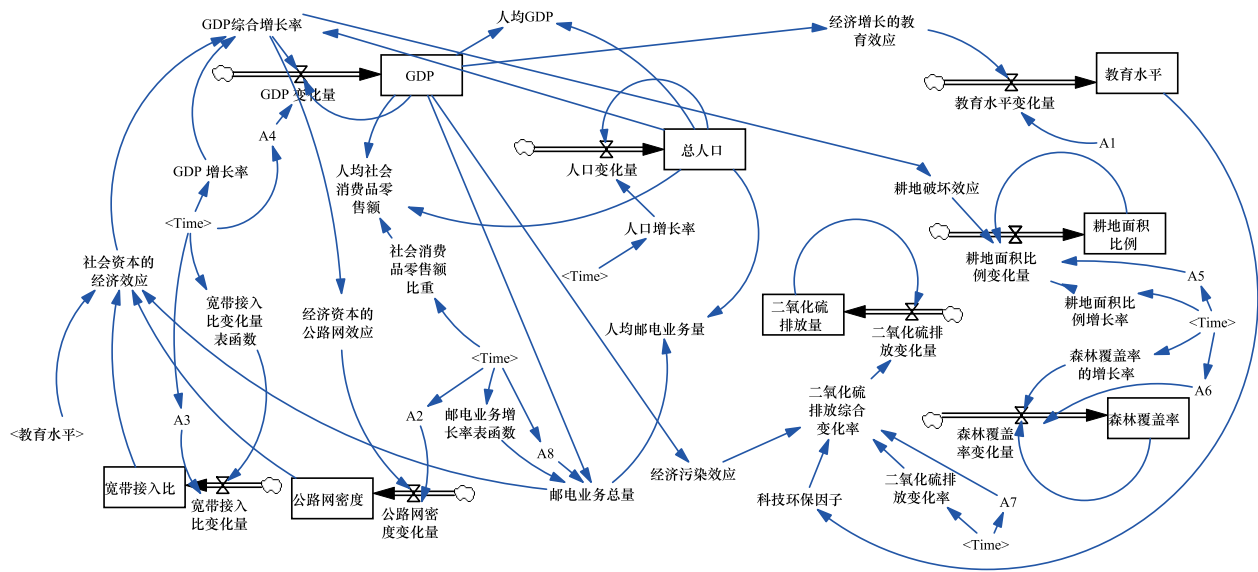 GDP综合增长率
人均GDP
经济增长的教
育效应
GDP
教育水平
GDP 变化量
教育水平变化量
A4
A1
总人口
人口变化量
GDP 增长率
人均社会
消费品零
售额
耕地破坏效应
<Time>
人口增长率
耕地面积
比例
社会消费
品零售额
比重
耕地面积比
例变化量
社会资本的
经济效应
<Time>
A5
宽带接入
比变化量
表函数
经济资本的
公路网效应
二氧化硫
排放量
耕地面积比
例增长率
人均邮电业务量
二氧化硫排
放变化量
<Time>
<Time>
森林覆盖率
的增长率
A6
二氧化硫
排放综合
变化率
A3
A2
邮电业务增
长率表函数
森林覆盖率
<教育水平>
森林覆盖
率变化量
A8
经济污染效应
宽带接入比
公路网密度
邮电业务总量
科技环保因子
二氧化硫排
放变化率
A7
宽带接入
比变化量
公路网密
度变化量
<Time>